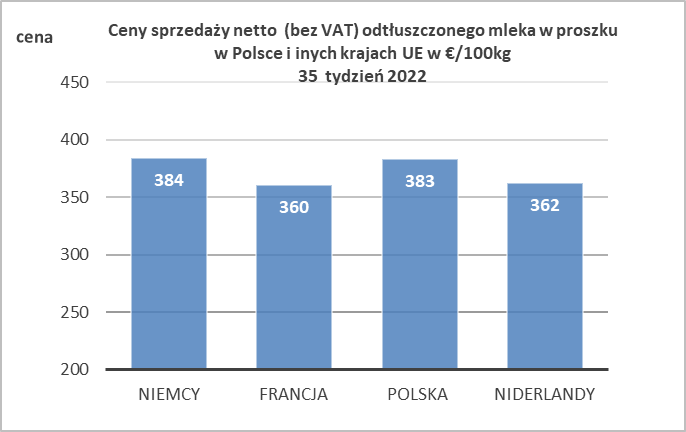 cena
Ceny sprzedaży netto (bez VAT) odtłuszczonego mleka w proszku
w Polsce i inych krajach UE w €/100kg
35 tydzień 2022
450
400
350
300
250
200
384
360
383
362
NIEMCY
FRANCJA
POLSKA
NIDERLANDY